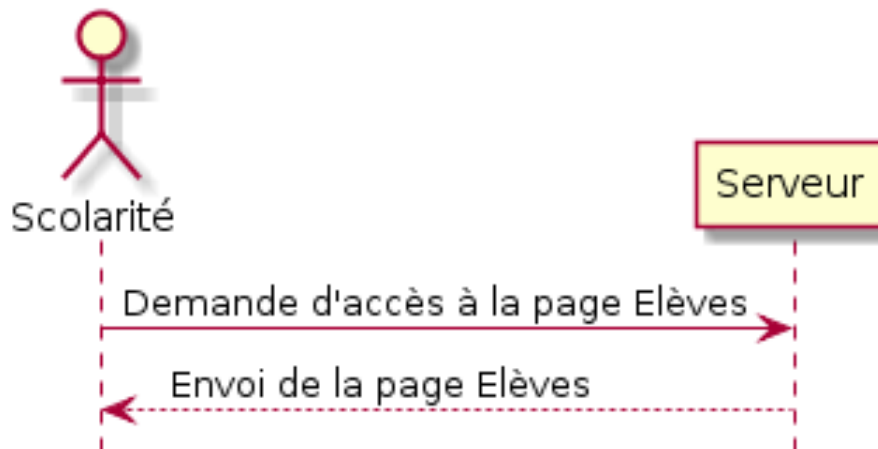 Scolarité
Serveur
Demande d'accès à la page Elèves
Envoi de la page Elèves